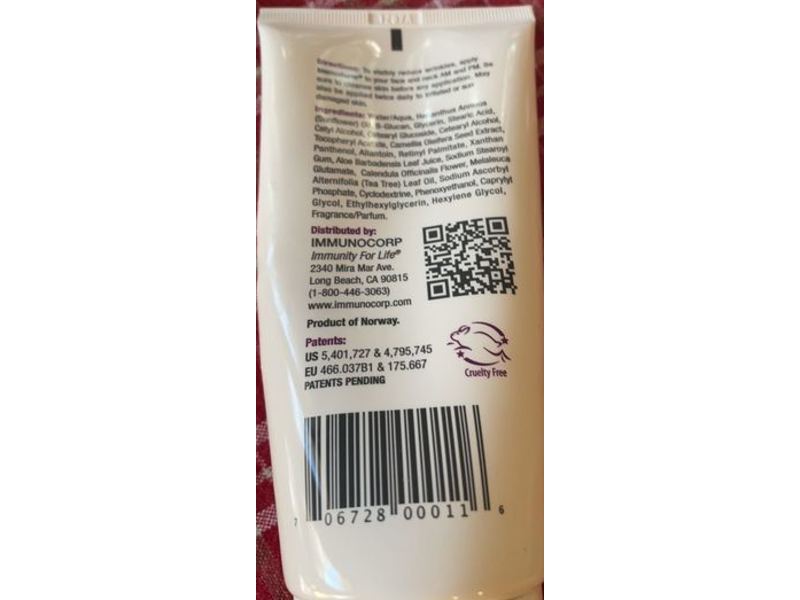 Directions: To visibly reduce wrinkles, apply
to your face and neck AM and PM. Be
sure to cleanse skin before any application. May
also be applied twice daily to irritated or sun
damaged skin.
Ingredients: Water/Aqua, Helianthus Annuus
(Sunflower) Oil, B-Glucan, Glycerin, Stearic Acid,
Cetyl Alcohol, Cetearyl Glucoside, Cetearyl Alcohol,
Tocopheryl Acetate, Camellia Oleifera Seed Extract,
Panthenol, Allantoin, Retinyl Palmitate, Xanthan
Gum, Aloe Barbadensis Leaf Juice, Sodium Stearoyl
Glutamate, Calendula Officinalis Flower, Melaleuca
Alternifolia (Tea Tree) Leaf Oil, Sodium Ascorbyl
Phosphate, Cyclodextrine, Phenoxyethanol, Caprylyl
Glycol, Ethylhexylglycerin, Hexylene Glycol,
Fragrance/Parfum.
Distributed by:
IMMUNOCORP
Immunity For Life®
2340 Mira Mar Ave.
Long Beach, CA 90815
(1-800-446-3063)
www.immunocorp.com
Product of Norway.
Patents:
US 5,401,727 & 4,795,745
EU 466.037B1 & 175.667
PATENTS PENDING
Cruelty Free
7 06728 00011 6